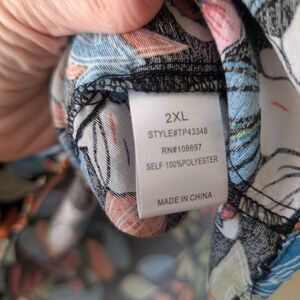 2XL
STYLE#TP43348
RN#108697
SELF 100%POLYESTER
MADE IN CHINA